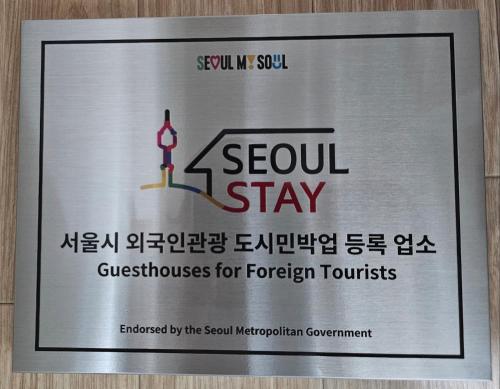 SEOUL MY SOUL
SEOUL
STAY
서울시 외국인관광 도시민박업 등록 업소
Guesthouses for Foreign Tourists
Endorsed by the Seoul Metropolitan Government